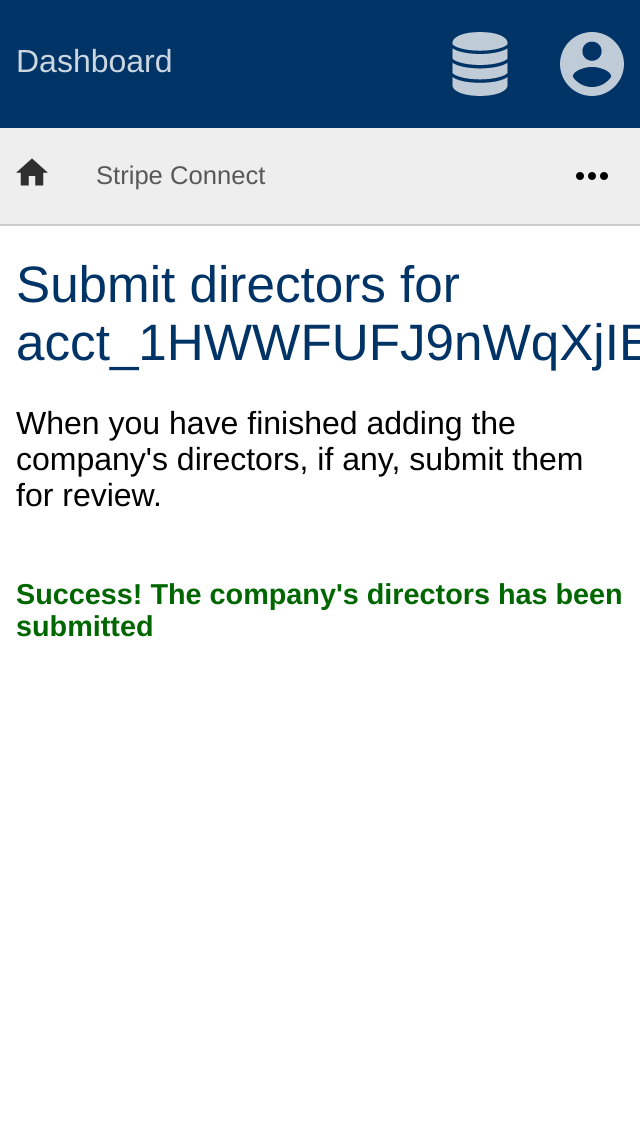 Dashboard
Stripe Connect
Submit directors for
acct_1HWWFUFJ9nWqXjIE
When you have finished adding the
company's directors, if any, submit them
for review.
Success! The company's directors has been
submitted